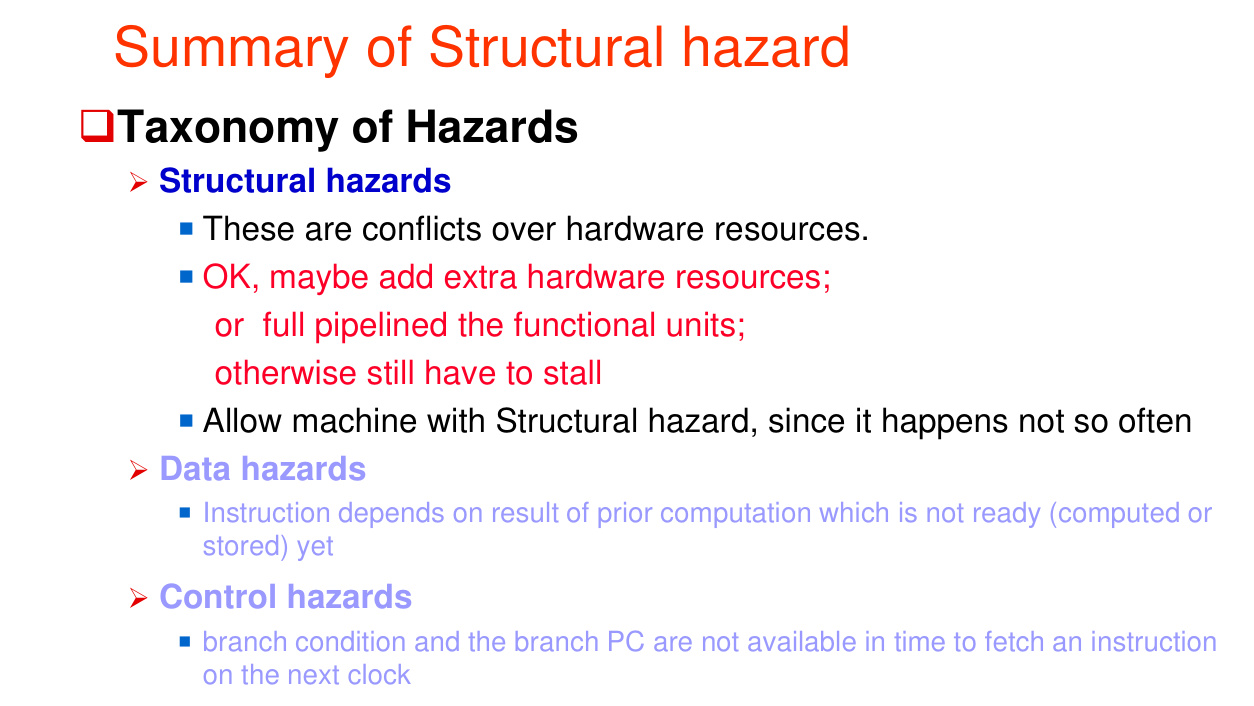 Summary of Structural hazard
Taxonomy of Hazards
Structural hazards
These are conflicts over hardware resources.
OK, maybe add extra hardware resources;
or full pipelined the functional units;
otherwise still have to stall
Allow machine with Structural hazard, since it happens not so often
Data hazards
Instruction depends on result of prior computation which is not ready (computed or
stored) yet
Control hazards
branch condition and the branch PC are not available in time to fetch an instruction
on the next clock